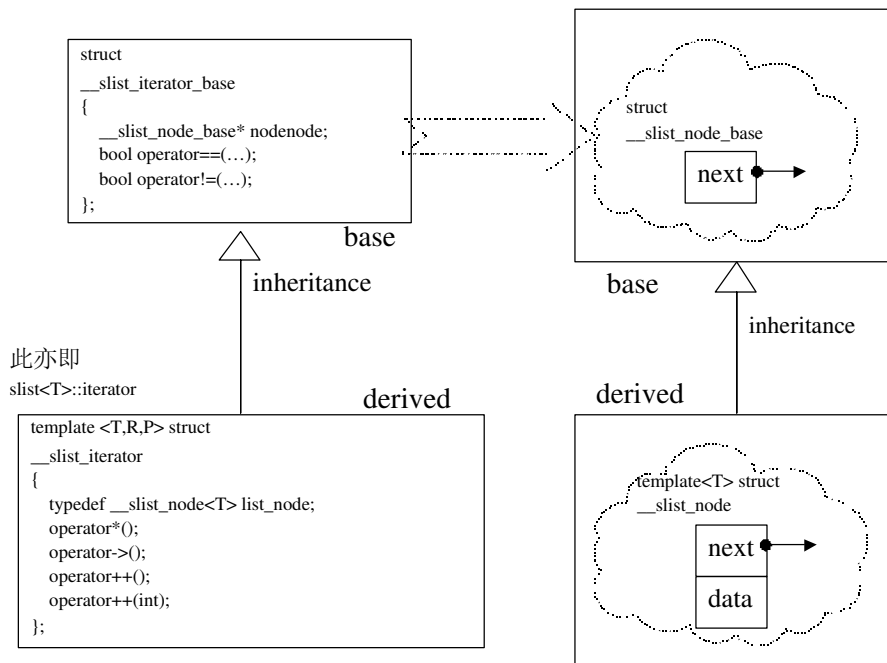 struct
__slist_iterator_base
{
__slist_node_base* nodenode;
bool operator==(…);
bool operator!=(…);
};
base
inheritance
struct
__slist_node_base
next
base
inheritance
此亦即
slist<T>::iterator
derived
template <T,R,P> struct
__slist_iterator
{
typedef __slist_node<T> list_node;
operator*();
operator->();
operator++();
operator++(int);
};
derived
template<T> struct
__slist_node
next
data